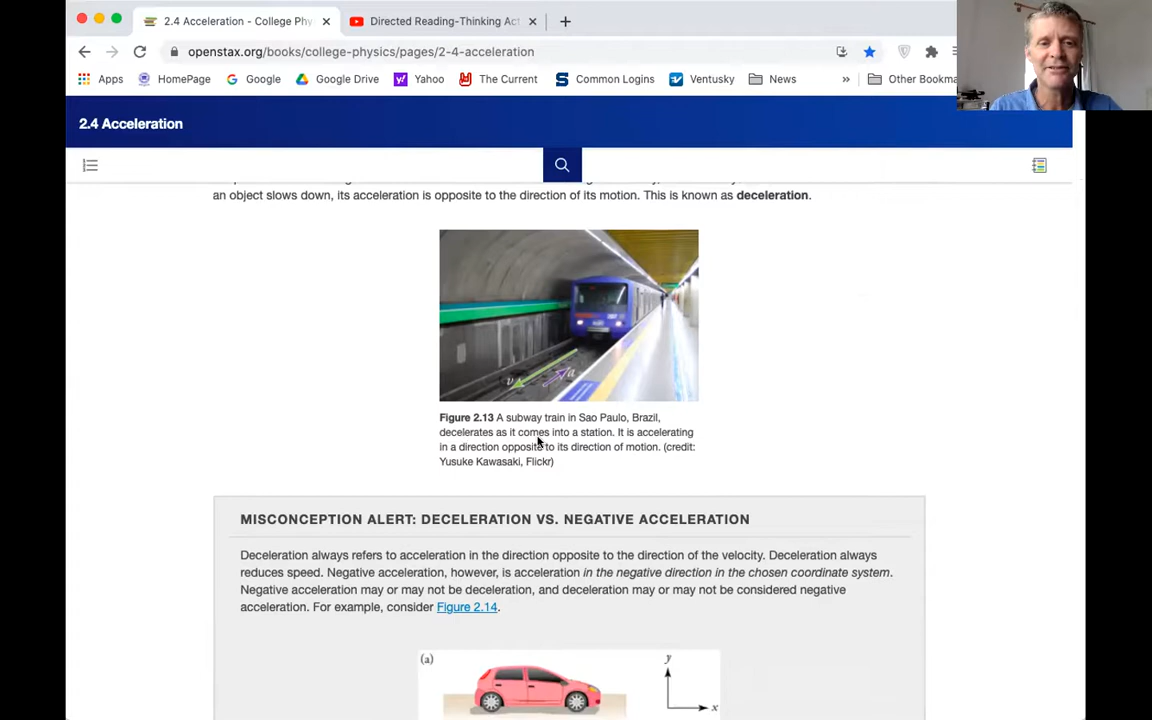 2.4 Acceleration - College Phy
Directed Reading-Thinking Act
openstax.org/books/college-physics/pages/2-4-acceleration
Apps HomePage Google Google Drive Yahoo The Current Common Logins Ventusky News » Other Bookma
2.4 Acceleration
an object slows down, its acceleration is opposite to the direction of its motion. This is known as deceleration.
v a
Figure 2.13 A subway train in Sao Paulo, Brazil,
decelerates as it comes into a station. It is accelerating
in a direction opposite to its direction of motion. (credit:
Yusuke Kawasaki, Flickr)
MISCONCEPTION ALERT: DECELERATION VS. NEGATIVE ACCELERATION
Deceleration always refers to acceleration in the direction opposite to the direction of the velocity. Deceleration always
reduces speed. Negative acceleration, however, is acceleration in the negative direction in the chosen coordinate system.
Negative acceleration may or may not be deceleration, and deceleration may or may not be considered negative
acceleration. For example, consider Figure 2.14.
(a)
y
x